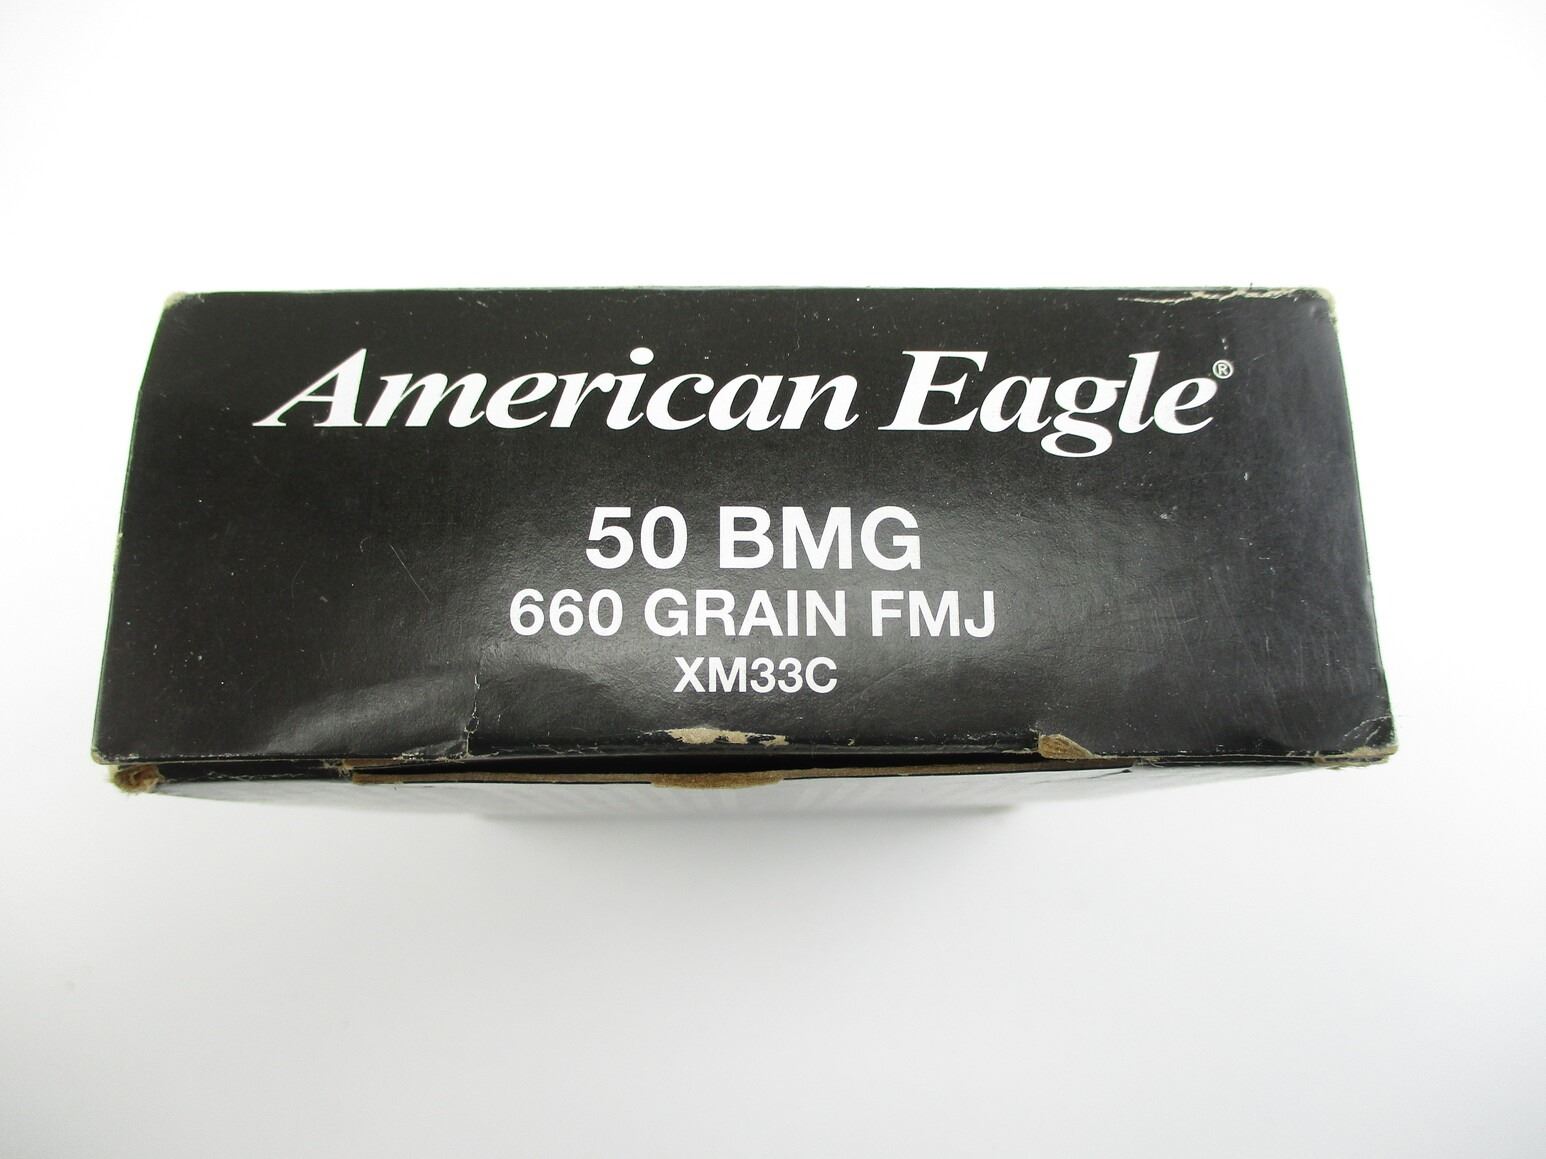 American Eagle®
50 BMG
660 GRAIN FMJ
XM33C